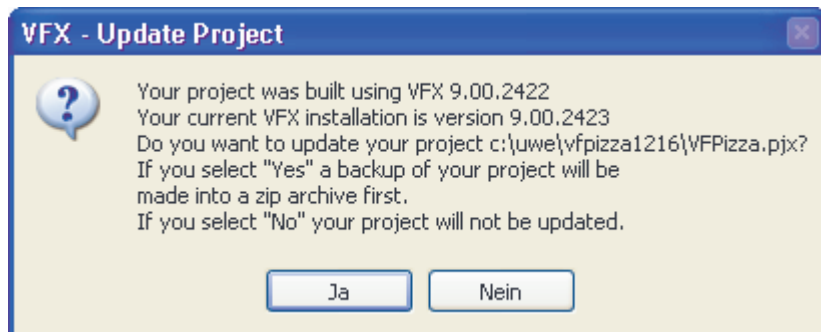 VFX - Update Project
Your project was built using VFX 9.00.2422
Your current VFX installation is version 9.00.2423
Do you want to update your project c:\uwe\vfpizza1216\VFPizza.pjx?
If you select "Yes" a backup of your project will be
made into a zip archive first.
If you select "No" your project will not be updated.
Ja Nein